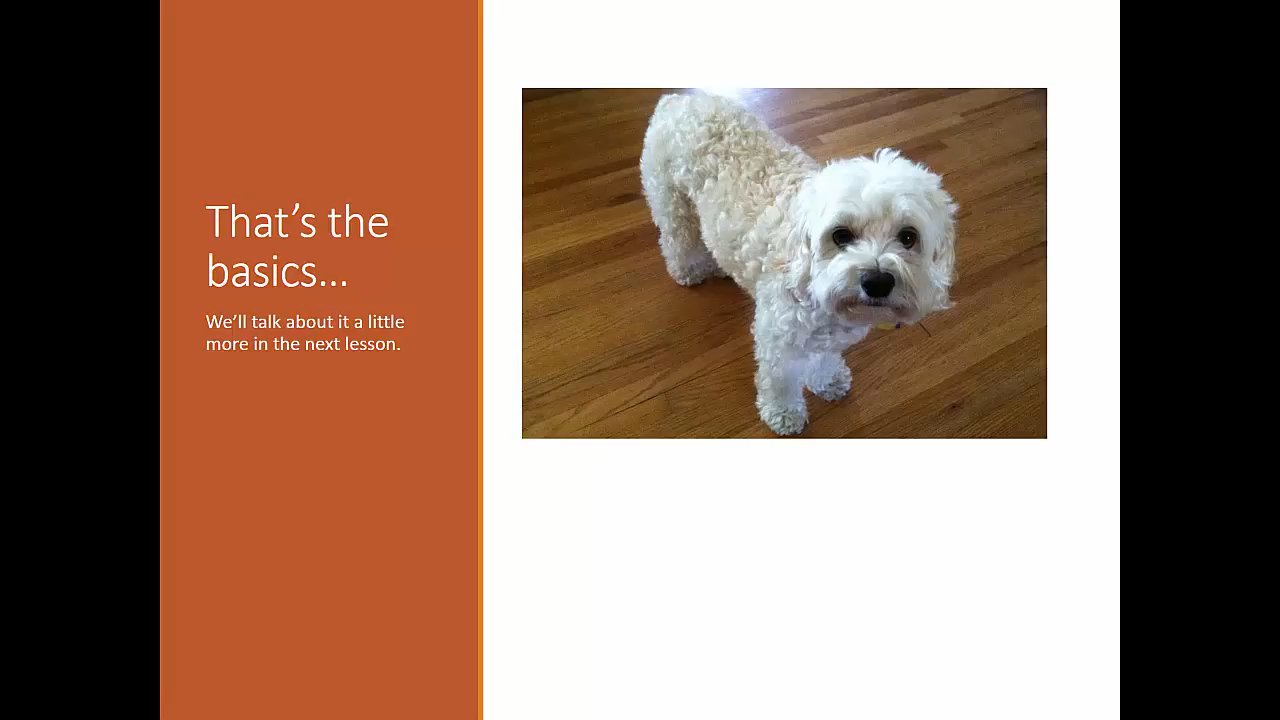 That’s the
basics…
We’ll talk about it a little
more in the next lesson.